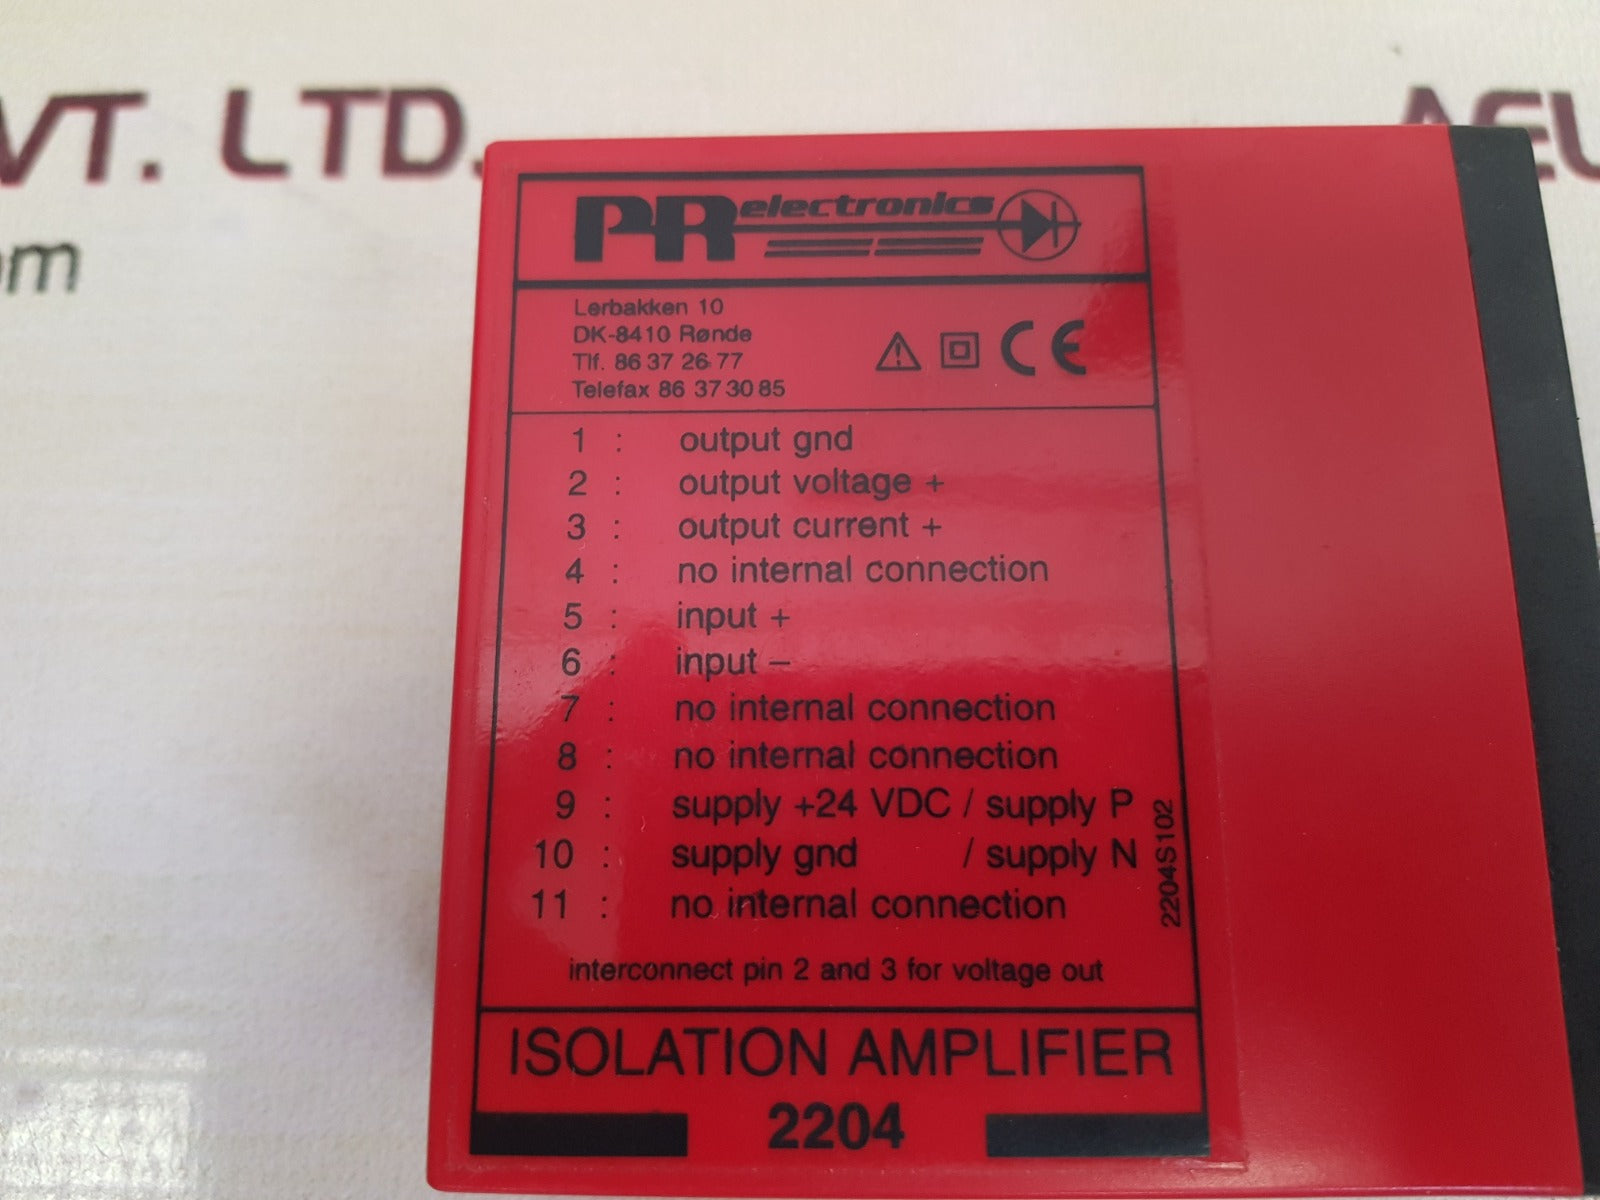 VT. LTD.
om
PR electronics
Lerbakken 10
DK-8410 Rønde
Tlf. 86 37 26 77
Telefax 86 37 30 85
CE
1 : output gnd
2 : output voltage +
3 : output current +
4 : no internal connection
5 : input +
6 : input –
7 : no internal connection
8 : no internal connection
9 : supply +24 VDC / supply P
10 : supply gnd / supply N
11 : no internal connection
2204S102
interconnect pin 2 and 3 for voltage out
ISOLATION AMPLIFIER
2204